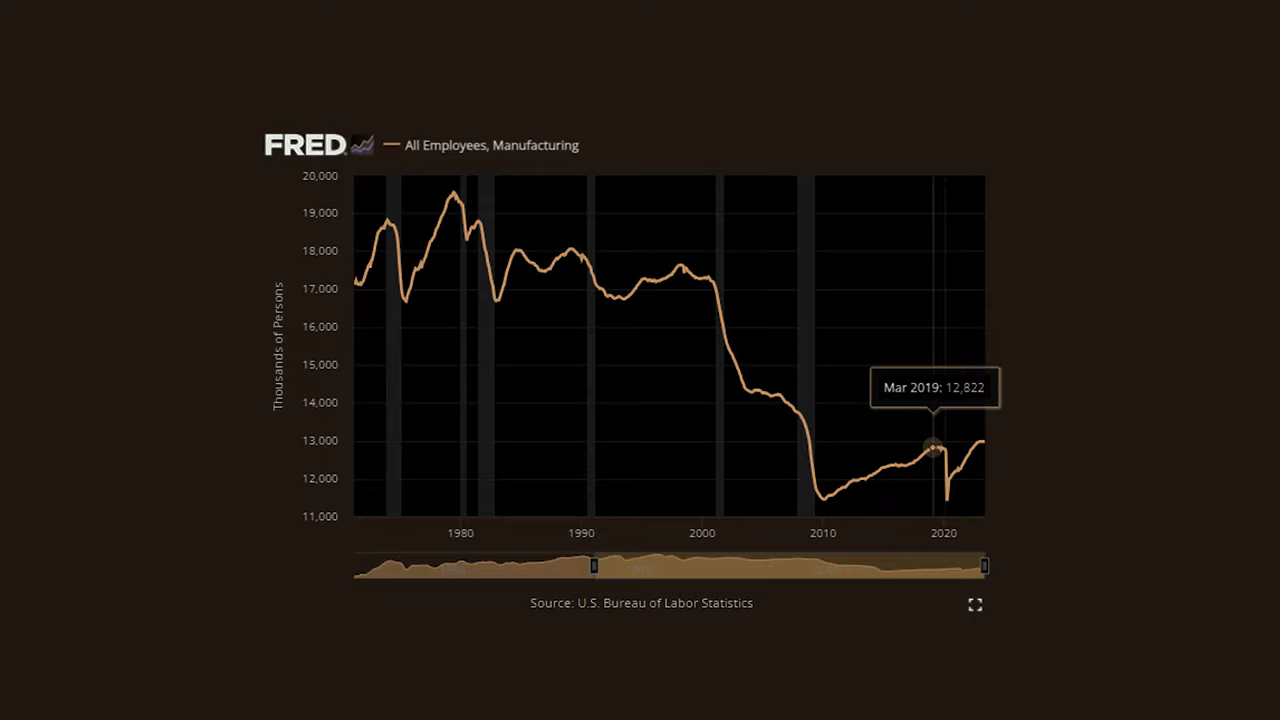 FRED
All Employees, Manufacturing
20,000
19,000
18,000
17,000
16,000
15,000
14,000
13,000
12,000
11,000
Thousands of Persons
Mar 2019: 12,822
1980 1990 2000 2010 2020
Source: U.S. Bureau of Labor Statistics